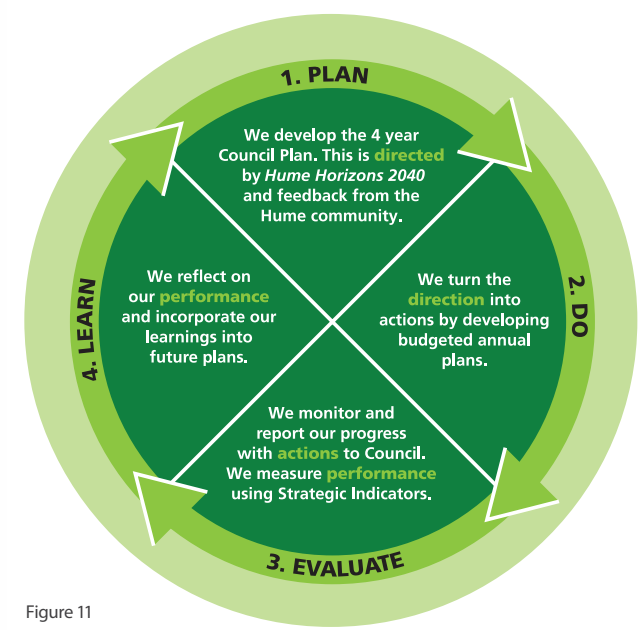 1. PLAN
We develop the 4 year
Council Plan. This is directed
by Hume Horizons 2040
and feedback from the
Hume community.
2. DO
We turn the
direction into
actions by developing
budgeted annual
plans.
3. EVALUATE
We monitor and
report our progress
with actions to Council.
We measure performance
using Strategic Indicators.
4. LEARN
We reflect on
our performance
and incorporate our
learnings into
future plans.
Figure 11